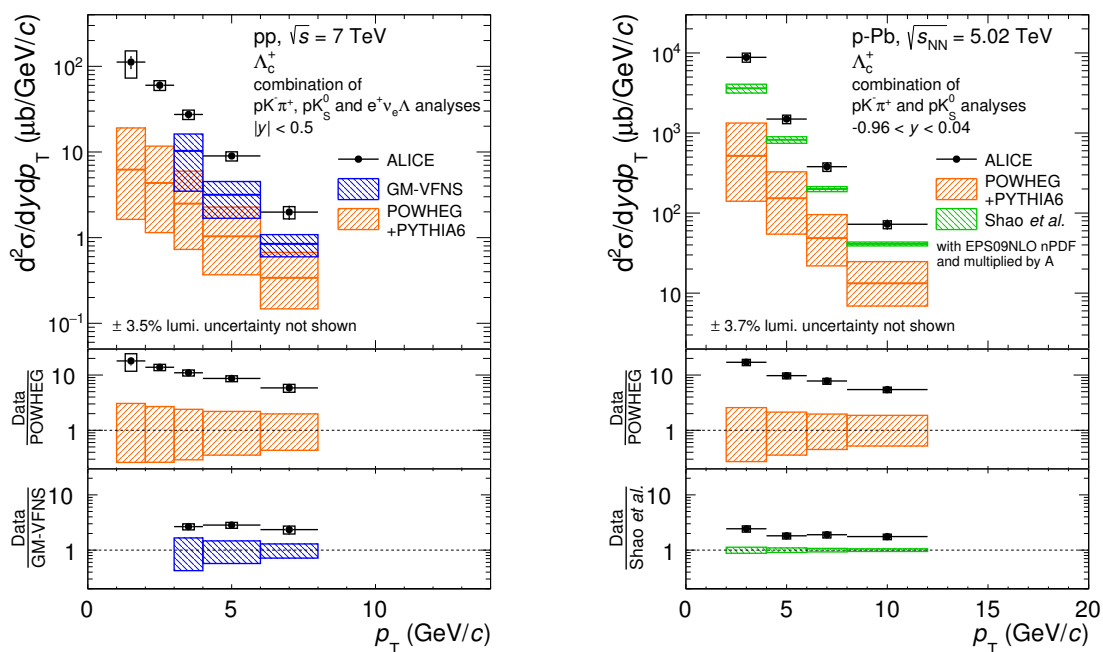 pp, √s = 7 TeV
Λc+
combination of
pK-π+, pK0S and e+νeΛ analyses
|y| < 0.5
ALICE
GM-VFNS
POWHEG
+PYTHIA6
± 3.5% lumi. uncertainty not shown
d2σ/dydpT (μb/GeV/c)
102
10
1
10−1
Data
POWHEG
10
1
Data
GM-VFNS
10
1
0 5 10
pT (GeV/c)
p-Pb, √sNN = 5.02 TeV
Λc+
combination of
pK-π+ and pK0S analyses
-0.96 < y < 0.04
ALICE
POWHEG
+PYTHIA6
Shao et al.
with EPS09NLO nPDF
and multiplied by A
± 3.7% lumi. uncertainty not shown
d2σ/dydpT (μb/GeV/c)
104
103
102
10
Data
POWHEG
10
1
Data
Shao et al.
10
1
0 5 10 15 20
pT (GeV/c)